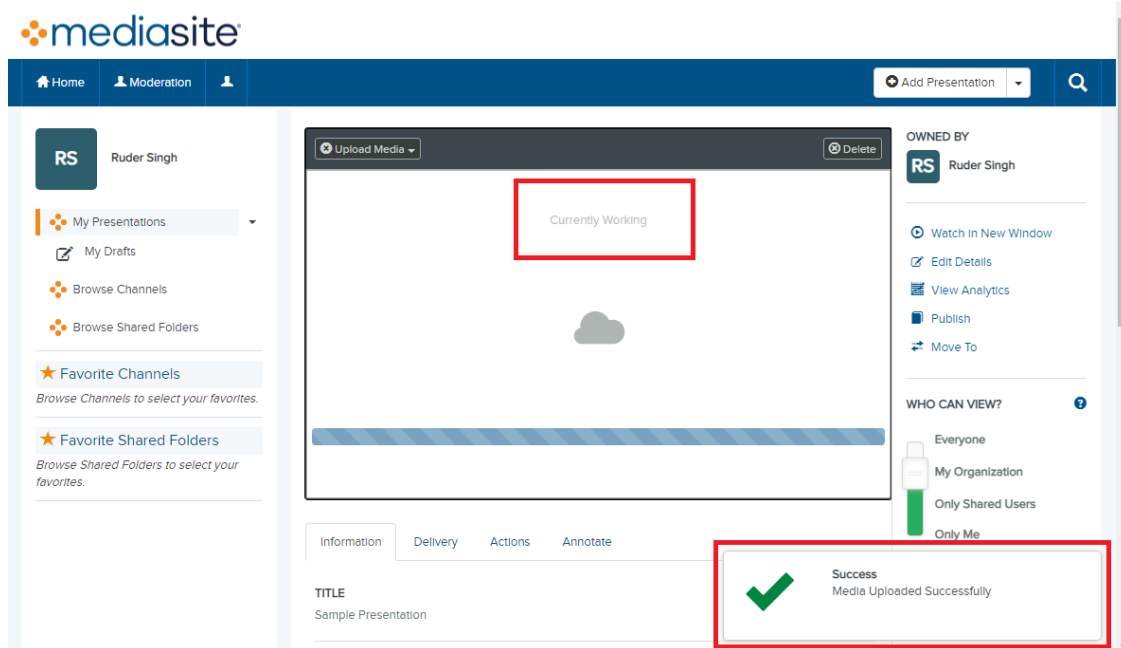 mediasite
Home
Moderation
Add Presentation
RS
Ruder Singh
My Presentations
My Drafts
Browse Channels
Browse Shared Folders
Favorite Channels
Browse Channels to select your favorites.
Favorite Shared Folders
Browse Shared Folders to select your
favorites.
Upload Media
Delete
Currently Working
Information
Delivery
Actions
Annotate
TITLE
Sample Presentation
OWNED BY
RS
Ruder Singh
Watch in New Window
Edit Details
View Analytics
Publish
Move To
WHO CAN VIEW?
Everyone
My Organization
Only Shared Users
Only Me
Success
Media Uploaded Successfully